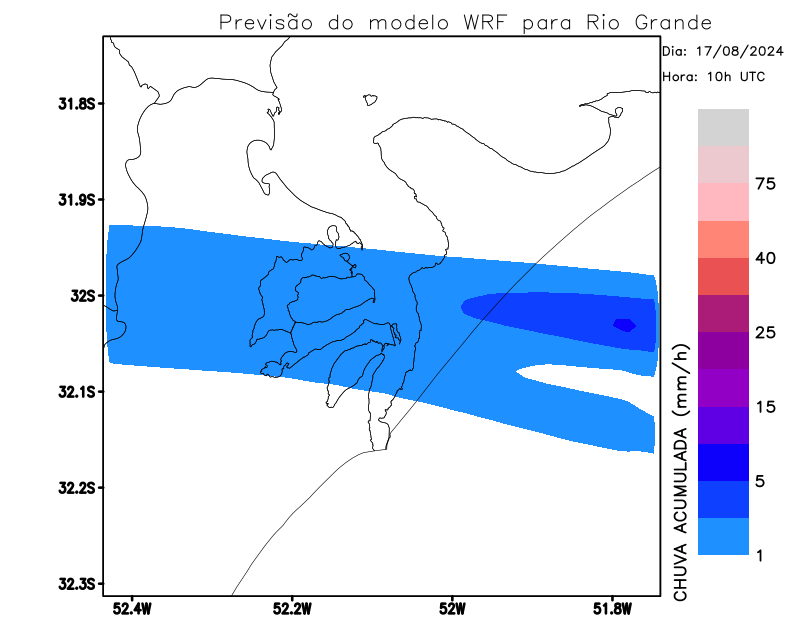 Previsão do modelo WRF para Rio Grande
Dia: 17/08/2024
Hora: 10h UTC
31.8S
31.9S
32S
32.1S
32.2S
32.3S
52.4W
52.2W
52W
51.8W
CHUVA ACUMULADA (mm/h)
75
40
25
15
5
1